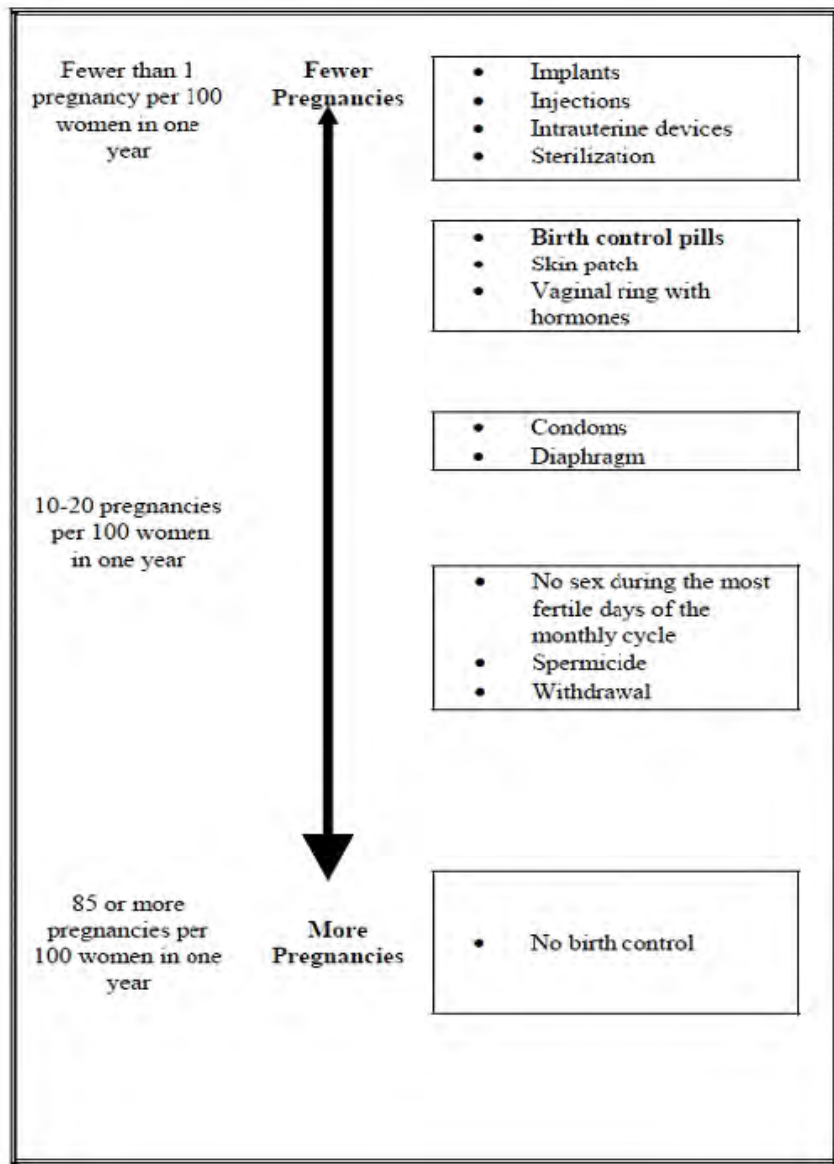 Fewer than 1
pregnancy per 100
women in one
year
Fewer
Pregnancies
• Implants
• Injections
• Intrauterine devices
• Sterilization
• Birth control pills
• Skin patch
• Vaginal ring with
hormones
• Condoms
• Diaphragm
10-20 pregnancies
per 100 women
in one year
• No sex during the most
fertile days of the
monthly cycle
• Spermicide
• Withdrawal
85 or more
pregnancies per
100 women in one
year
More
Pregnancies
• No birth control